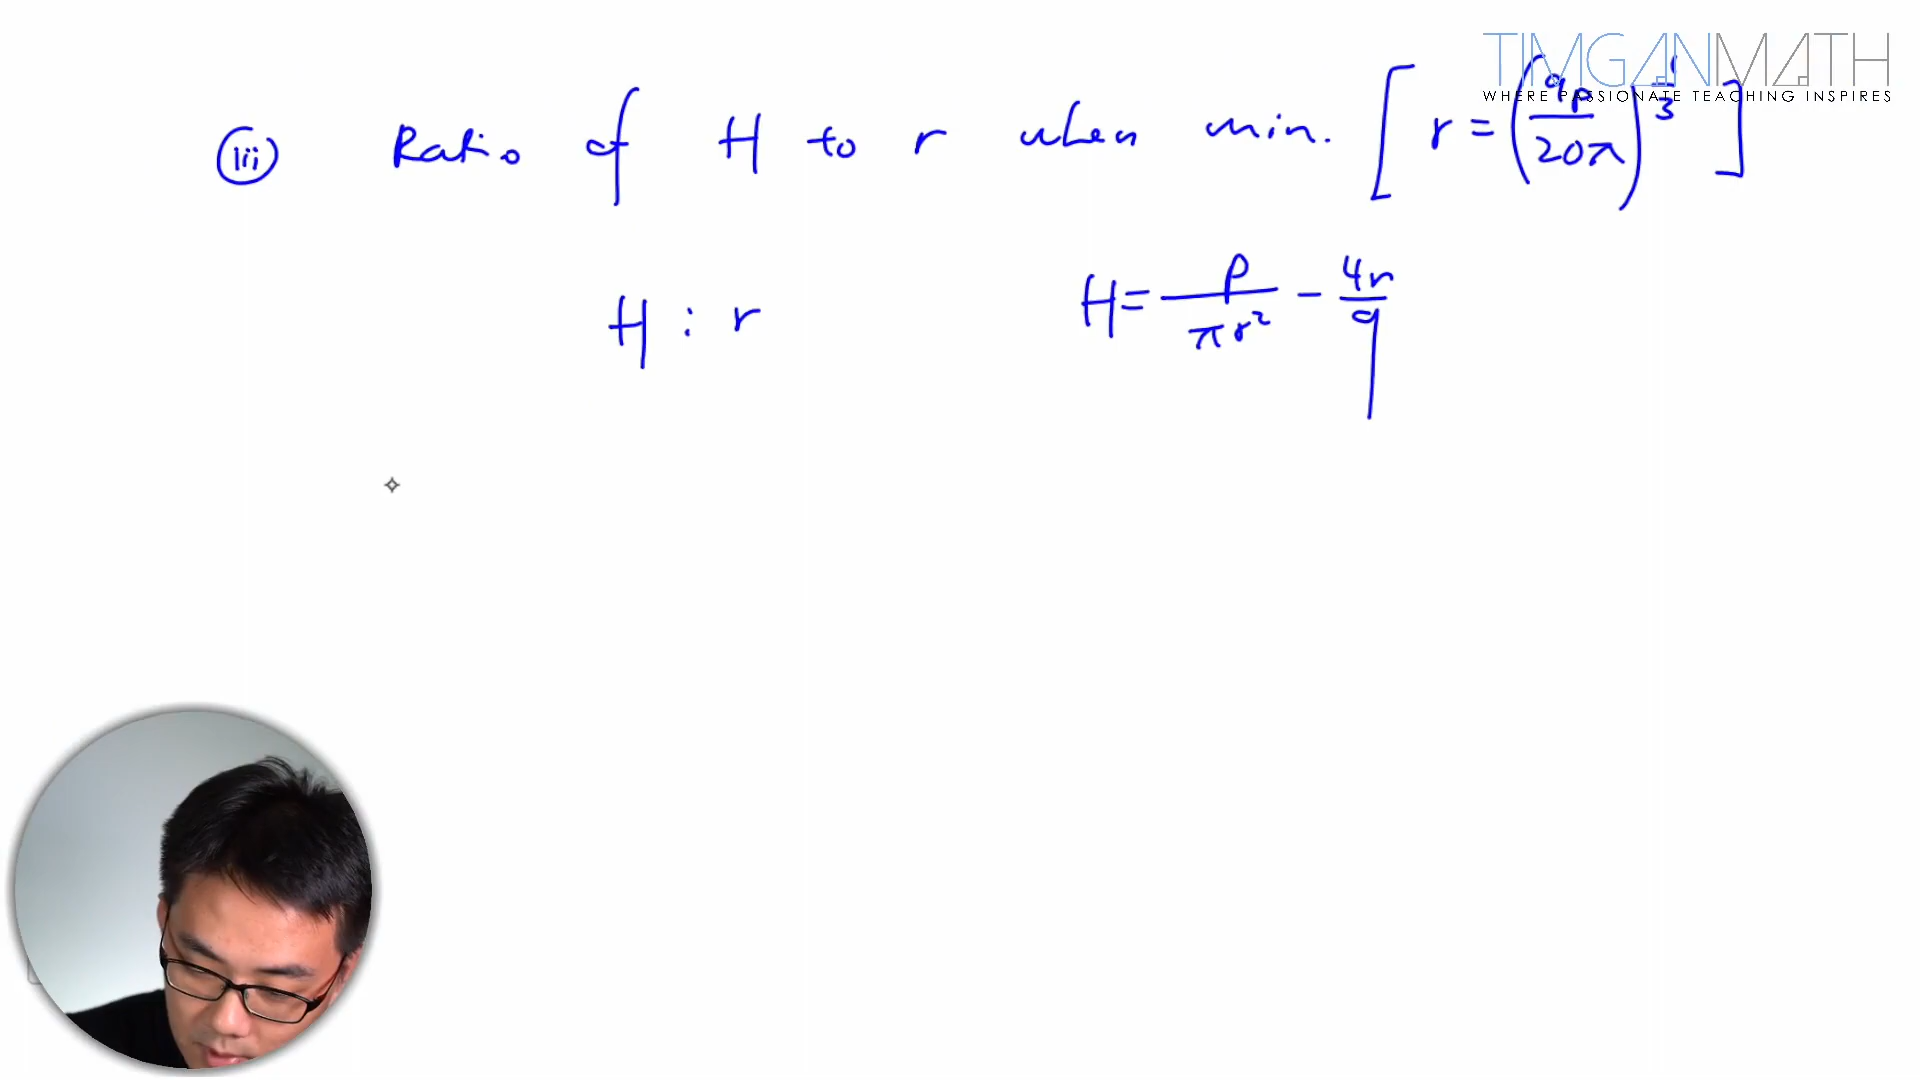 TIMGANMATH
WHERE PASSIONATE TEACHING INSPIRES
(iii) Ratio of H to r when min. [ r = (9p/20π)^(1/3) ]
H : r
H = p/(πr²) − 4r/9